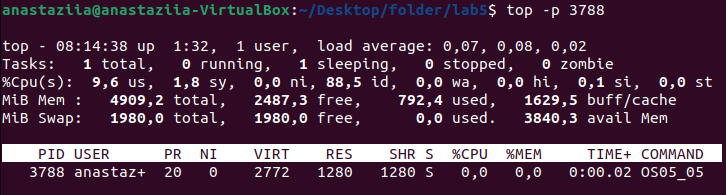 anastaziia@anastaziia-VirtualBox:~/Desktop/folder/lab5$ top -p 3788
top - 08:14:38 up  1:32,  1 user,  load average: 0,07, 0,08, 0,02
Tasks:   1 total,   0 running,   1 sleeping,   0 stopped,   0 zombie
%Cpu(s):  9,6 us,  1,8 sy,  0,0 ni, 88,5 id,  0,0 wa,  0,0 hi,  0,1 si,  0,0 st
MiB Mem :   4909,2 total,   2487,3 free,    792,4 used,   1629,5 buff/cache
MiB Swap:   1980,0 total,   1980,0 free,      0,0 used.   3840,3 avail Mem
PID USER      PR  NI    VIRT    RES    SHR S  %CPU  %MEM     TIME+ COMMAND
3788 anastaz+  20   0    2772   1280   1280 S   0,0   0,0   0:00.02 OS05_05